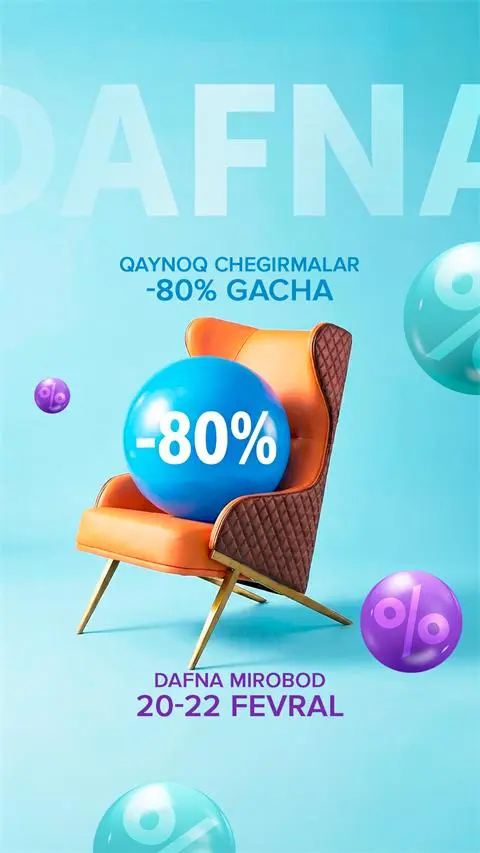 DAFNA
QAYNOQ CHEGIRMALAR
-80% GACHA
%
%
-80%
%
DAFNA MIROBOD
20-22 FEVRAL